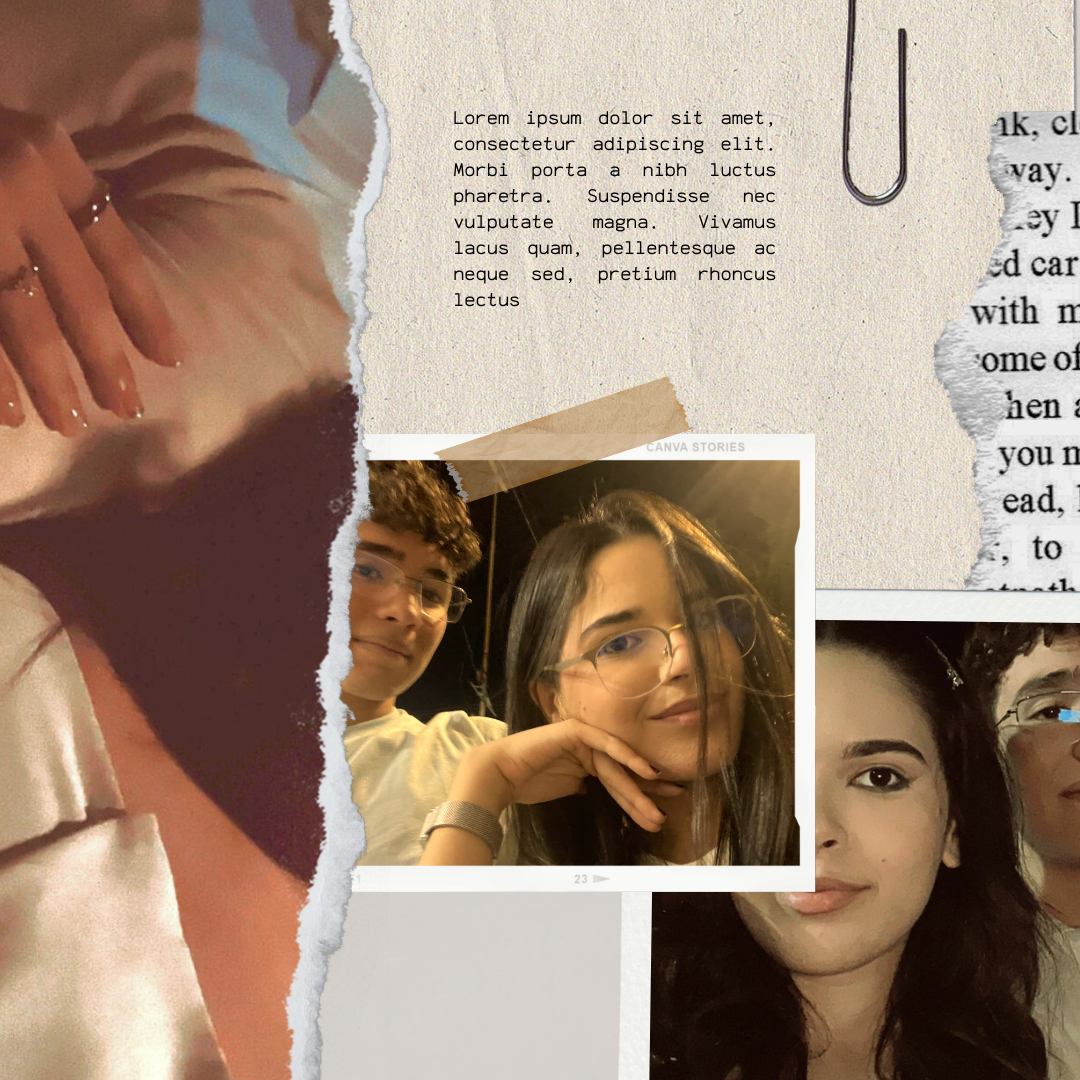 Lorem ipsum dolor sit amet,
consectetur adipiscing elit.
Morbi porta a nibh luctus
pharetra. Suspendisse nec
vulputate magna. Vivamus
lacus quam, pellentesque ac
neque sed, pretium rhoncus
lectus
way.
ed car
with
ome of
hen a
you m
ead,
to
CANVA STORIES
23